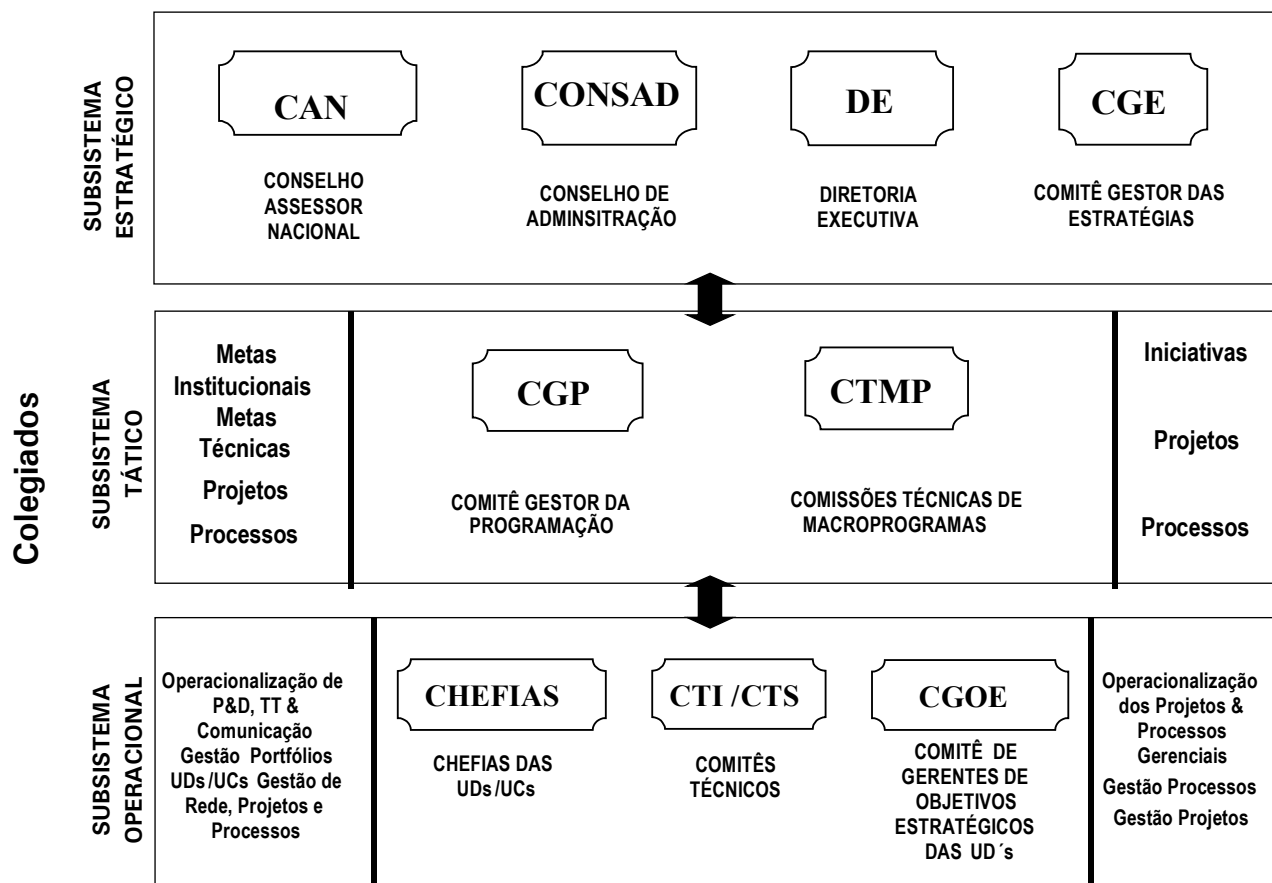 Colegiados
SUBSISTEMA
ESTRATÉGICO
CAN
CONSAD
DE
CGE
CONSELHO
ASSESSOR
NACIONAL
CONSELHO DE
ADMINSITRAÇÃO
DIRETORIA
EXECUTIVA
COMITÊ GESTOR DAS
ESTRATÉGIAS
SUBSISTEMA
TÁTICO
Metas
Institucionais
Metas
Técnicas
Projetos
Processos
CGP
CTMP
COMITÊ GESTOR DA
PROGRAMAÇÃO
COMISSÕES TÉCNICAS DE
MACROPROGRAMAS
Iniciativas
Projetos
Processos
SUBSISTEMA
OPERACIONAL
Operacionalização de
P&D, TT &
Comunicação
Gestão Portfólios
UDs/UCs Gestão de
Rede, Projetos e
Processos
CHEFIAS
CTI /CTS
CGOE
CHEFIAS DAS
UDs/UCs
COMITÊS
TÉCNICOS
COMITÊ DE
GERENTES DE
OBJETIVOS
ESTRATÉGICOS
DAS UD´s
Operacionalização
dos Projetos &
Processos
Gerenciais
Gestão Processos
Gestão Projetos